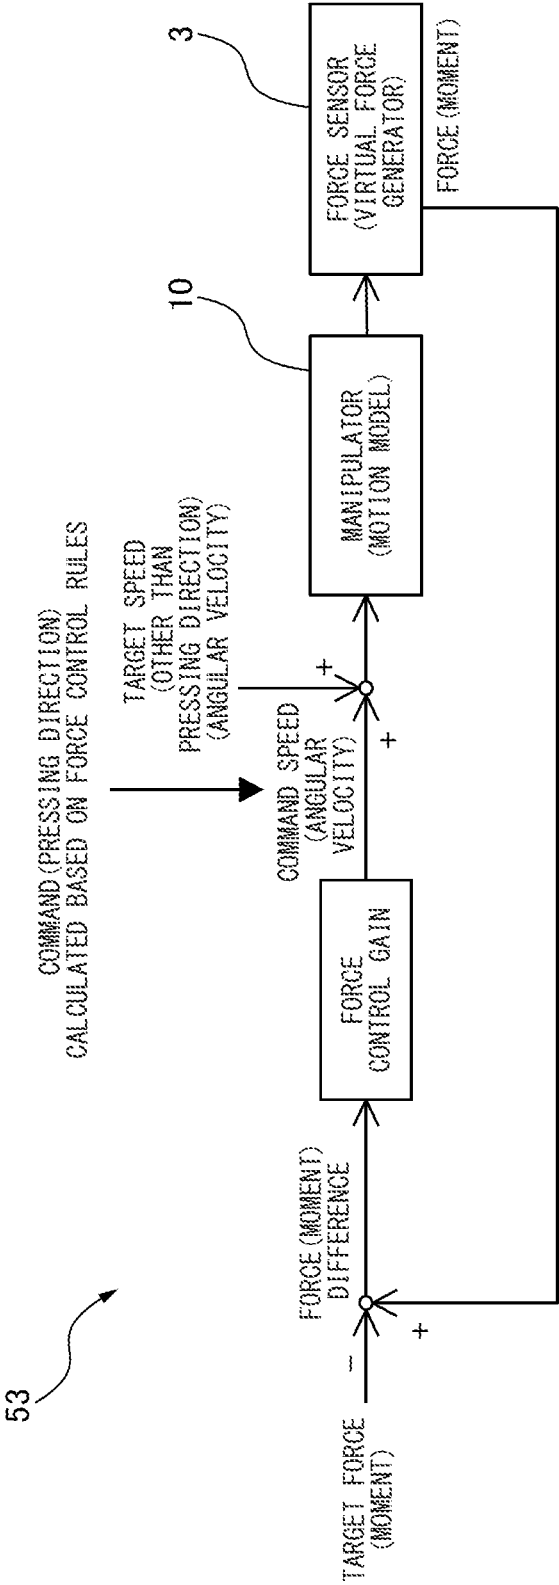 53
COMMAND(PRESSING DIRECTION)
CALCULATED BASED ON FORCE CONTROL RULES
TARGET SPEED
(OTHER THAN
PRESSING DIRECTION)
(ANGULAR VELOCITY)
10
3
TARGET FORCE
(MOMENT)
-
+
FORCE(MOMENT)
DIFFERENCE
FORCE
CONTROL GAIN
COMMAND SPEED
(ANGULAR
VELOCITY)
+
+
MANIPULATOR
(MOTION MODEL)
FORCE SENSOR
(VIRTUAL FORCE
GENERATOR)
FORCE(MOMENT)